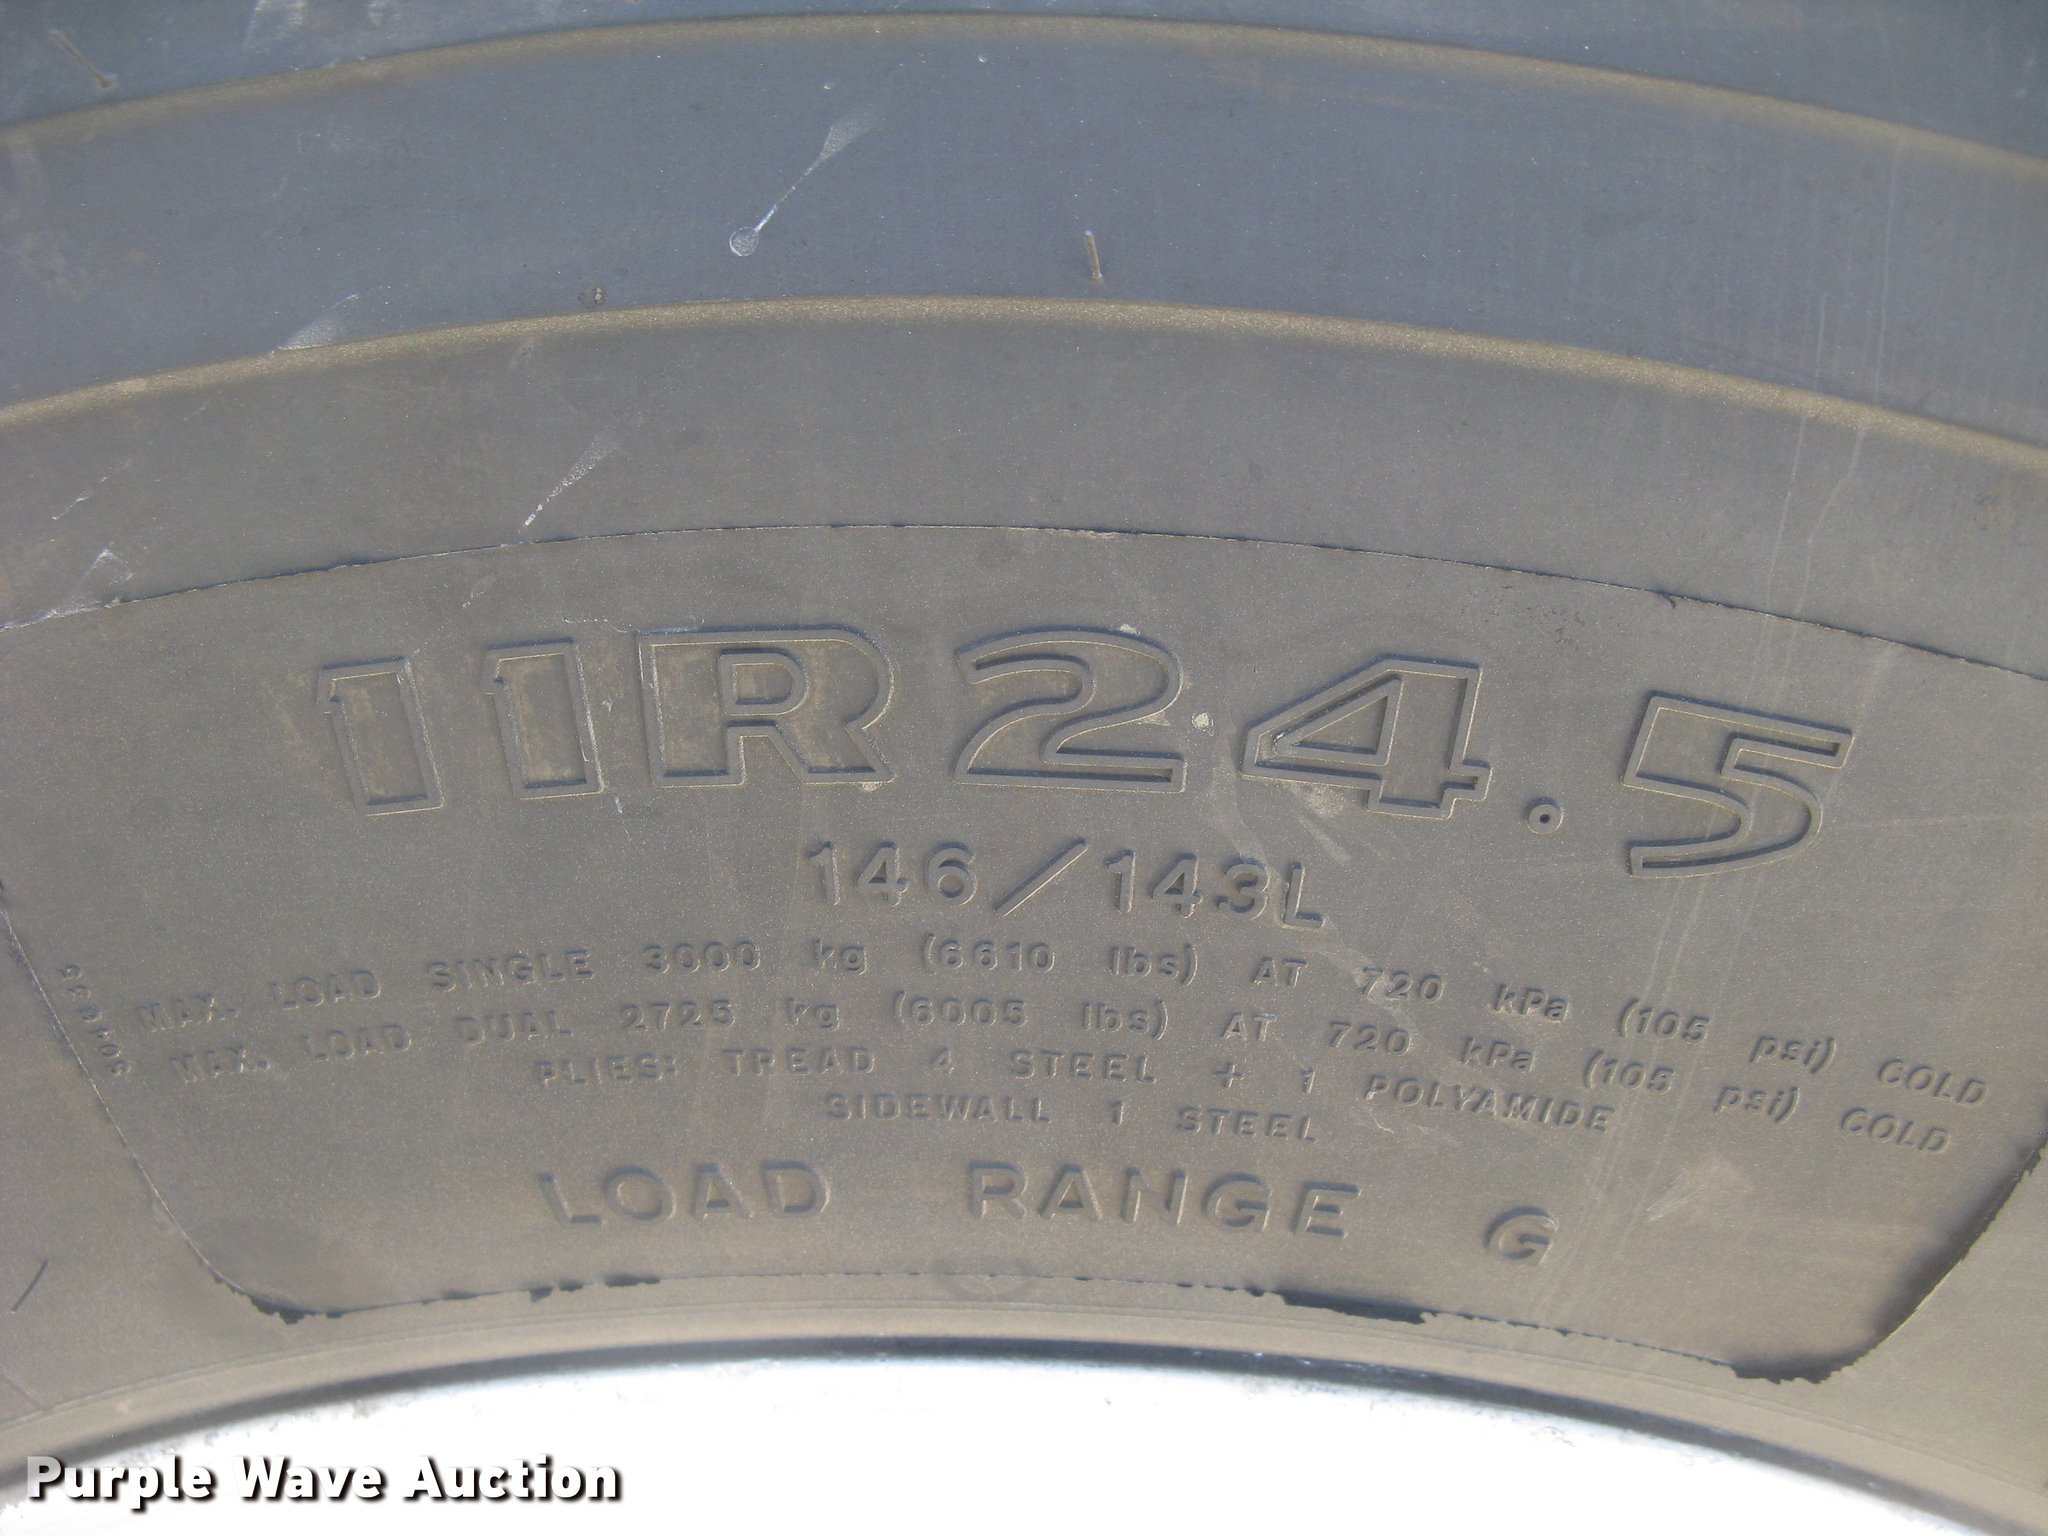 11R24.5
146/143L
MAX. LOAD SINGLE 3000 kg (6610 lbs) AT 720 kPa (105 psi) COLD
MAX. LOAD DUAL 2725 kg (6005 lbs) AT 720 kPa (105 psi) COLD
PLIES: TREAD 4 STEEL + 1 POLYAMIDE
SIDEWALL 1 STEEL
LOAD RANGE G
Purple Wave Auction